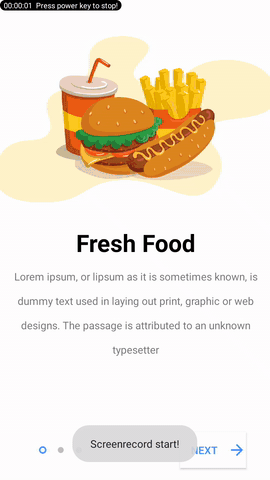 00:00:01 Press power key to stop!
Fresh Food
Lorem ipsum, or lipsum as it is sometimes known, is
dummy text used in laying out print, graphic or web
designs. The passage is attributed to an unknown
typesetter
Screenrecord start!
NEXT